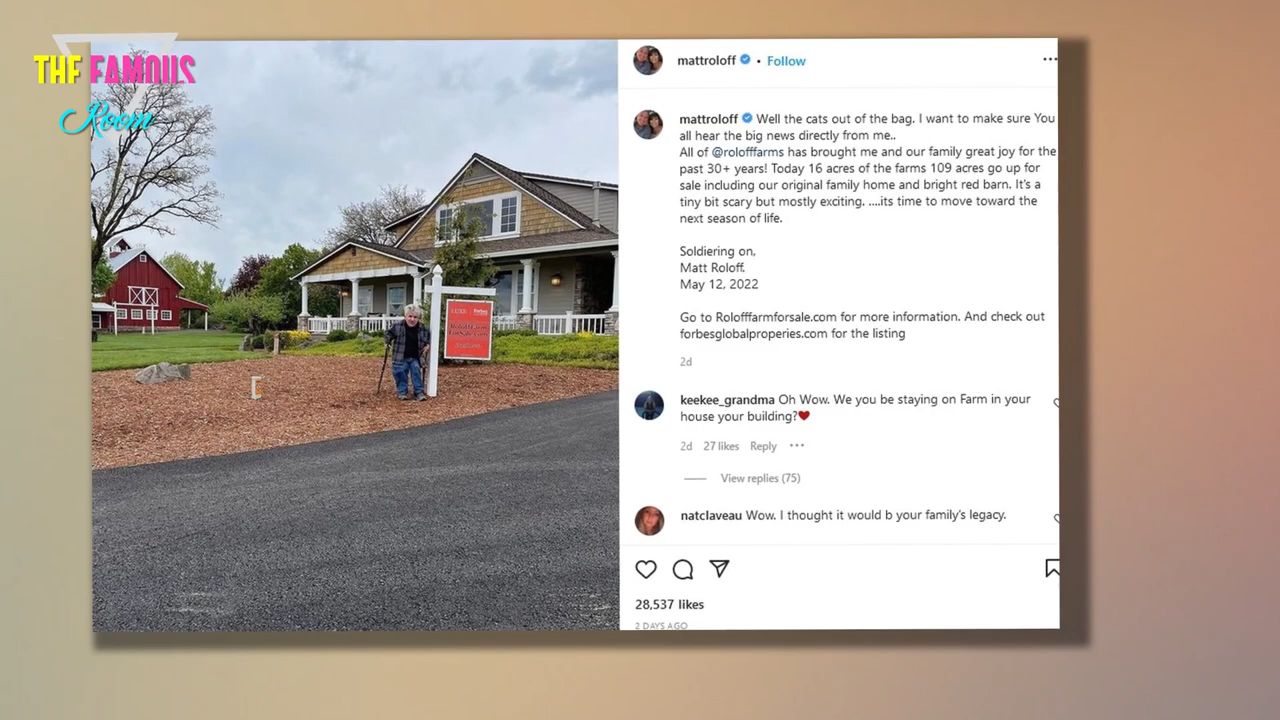 THE FAMOUS
Room
mattroloff • Follow
mattroloff Well the cats out of the bag. I want to make sure You
all hear the big news directly from me..
All of @rolofffarms has brought me and our family great joy for the
past 30+ years! Today 16 acres of the farms 109 acres go up for
sale including our original family home and bright red barn. It's a
tiny bit scary but mostly exciting. ....its time to move toward the
next season of life.
Soldiering on,
Matt Roloff.
May 12, 2022
Go to Rolofffarmforsale.com for more information. And check out
forbesglobalproperies.com for the listing
2d
keekee_grandma Oh Wow. We you be staying on Farm in your
house your building?❤
2d 27 likes Reply
View replies (75)
natclaveau Wow. I thought it would b your family's legacy.
28,537 likes
2 DAYS AGO
LUXE